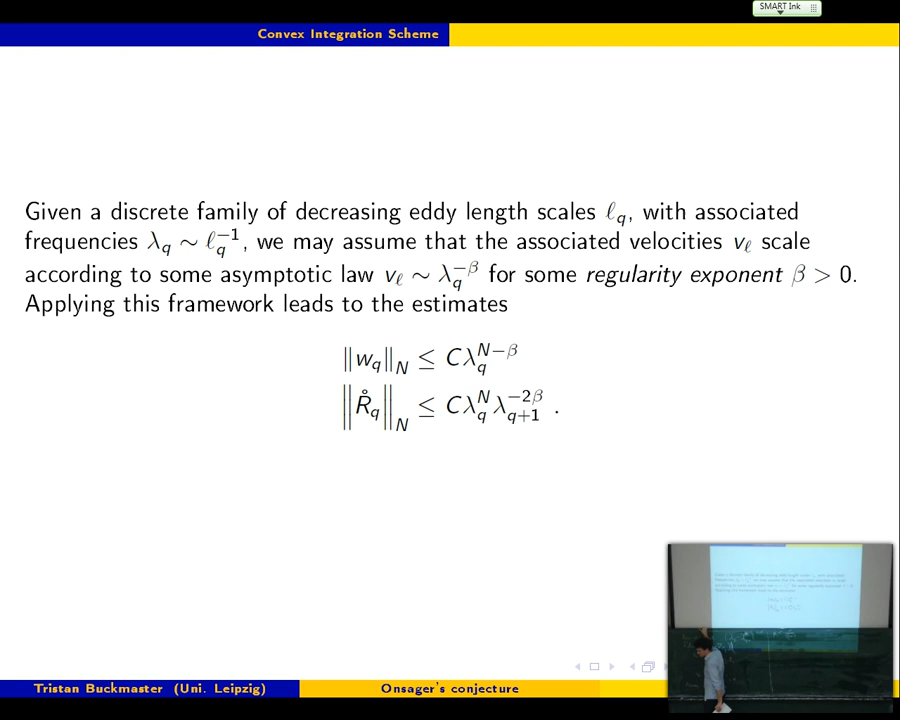 SMART Ink
Convex Integration Scheme
Given a discrete family of decreasing eddy length scales ℓ_q, with associated
frequencies λ_q ∼ ℓ_q^{−1}, we may assume that the associated velocities v_ℓ scale
according to some asymptotic law v_ℓ ∼ λ_q^{−β} for some regularity exponent β > 0.
Applying this framework leads to the estimates
‖w_q‖_N ≤ Cλ_q^{N−β}
‖R̊_q‖_N ≤ Cλ_q^N λ_{q+1}^{−2β} .
Tristan Buckmaster (Uni. Leipzig)
Onsager's conjecture